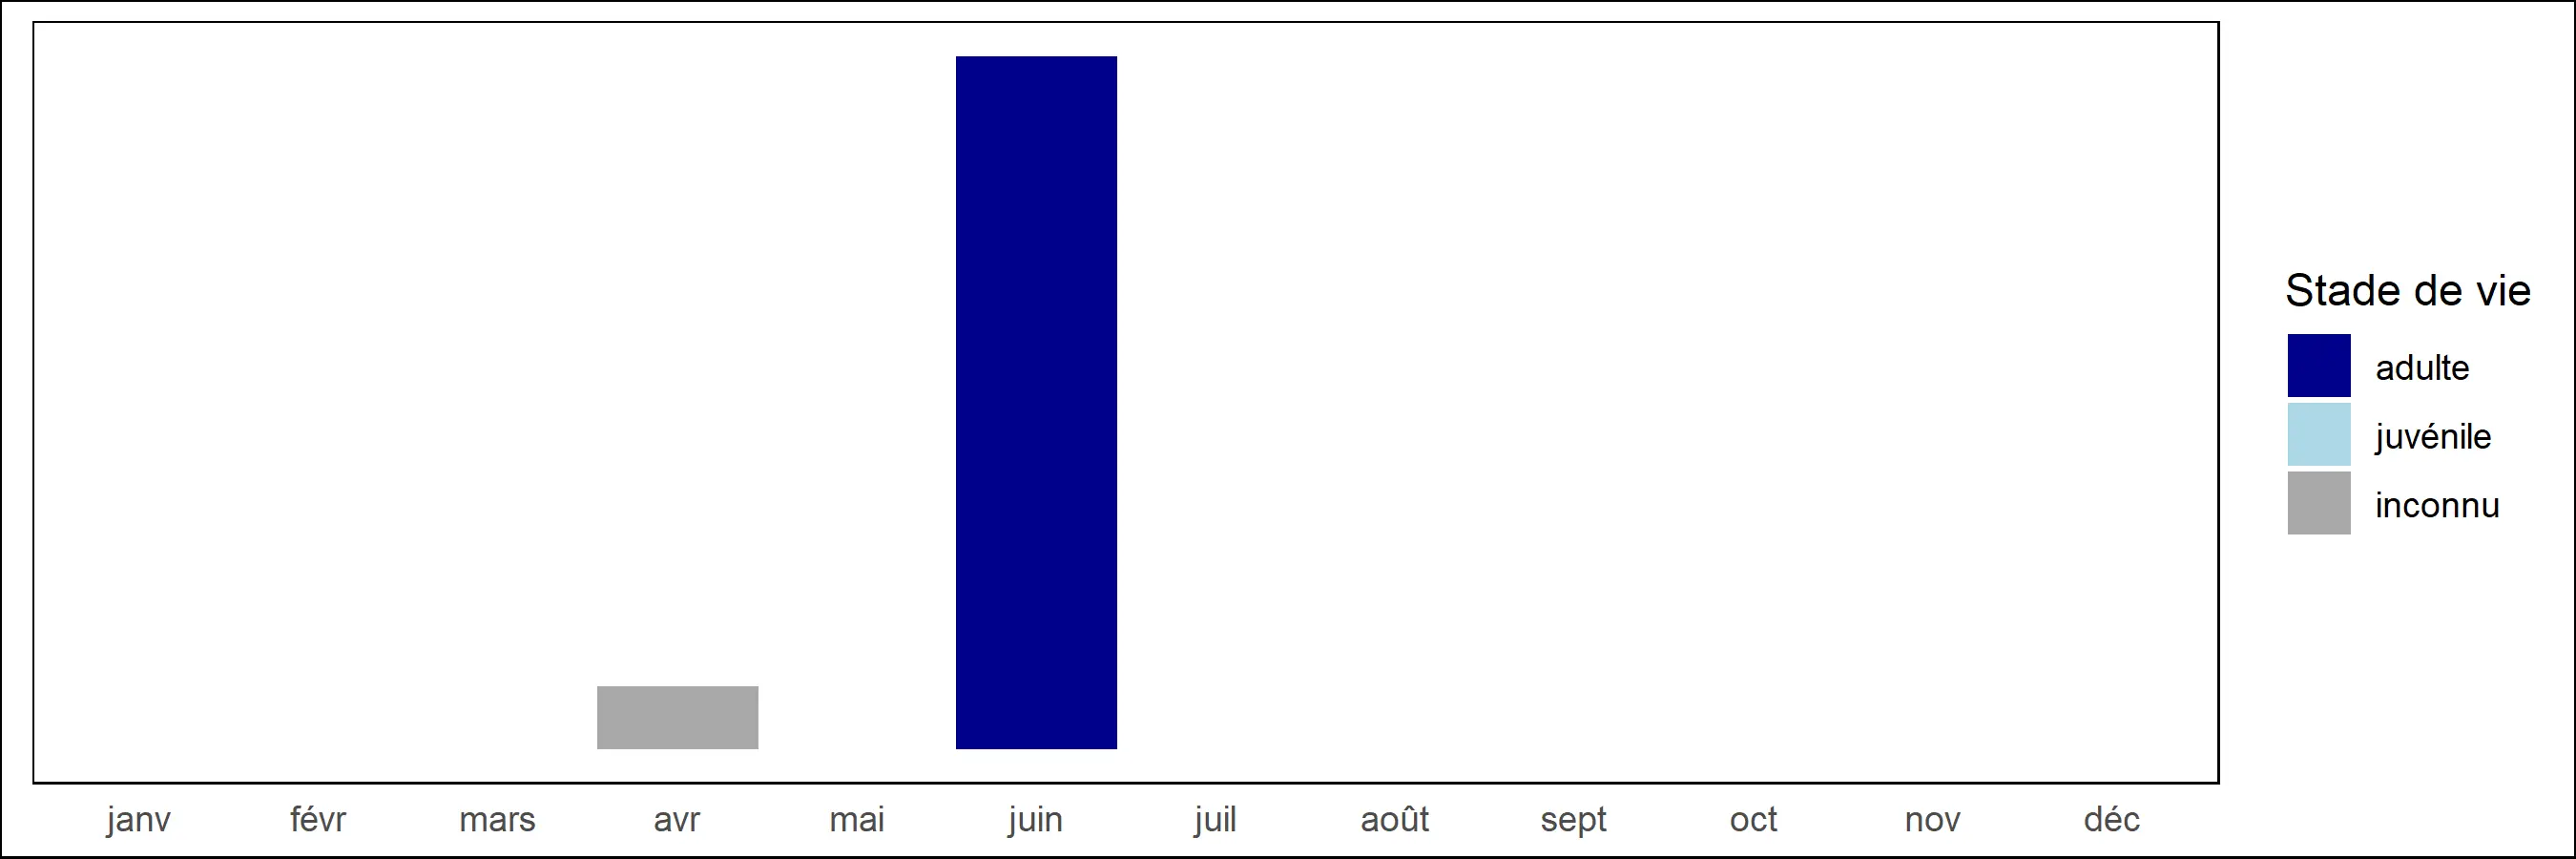 Stade de vie
adulte
juvénile
inconnu
janv févr mars avr mai juin juil août sept oct nov déc